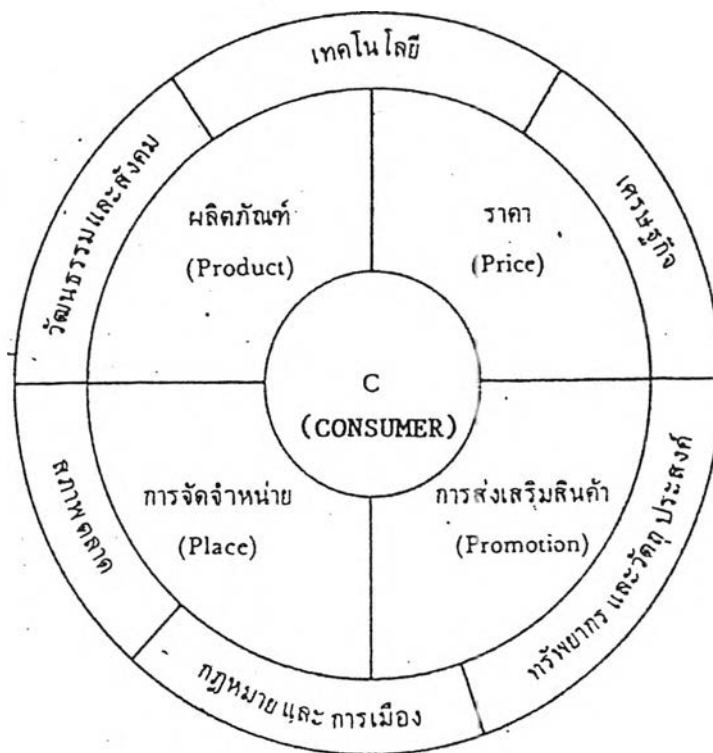 เทคโนโลยี
วัฒนธรรมและสังคม
เศรษฐกิจ
ผลิตภัณฑ์
(Product)
ราคา
(Price)
C
(CONSUMER)
การจัดจำหน่าย
(Place)
การส่งเสริมสินค้า
(Promotion)
สภาพตลาด
ทรัพยากร และวัตถุประสงค์
กฎหมาย และ การเมือง